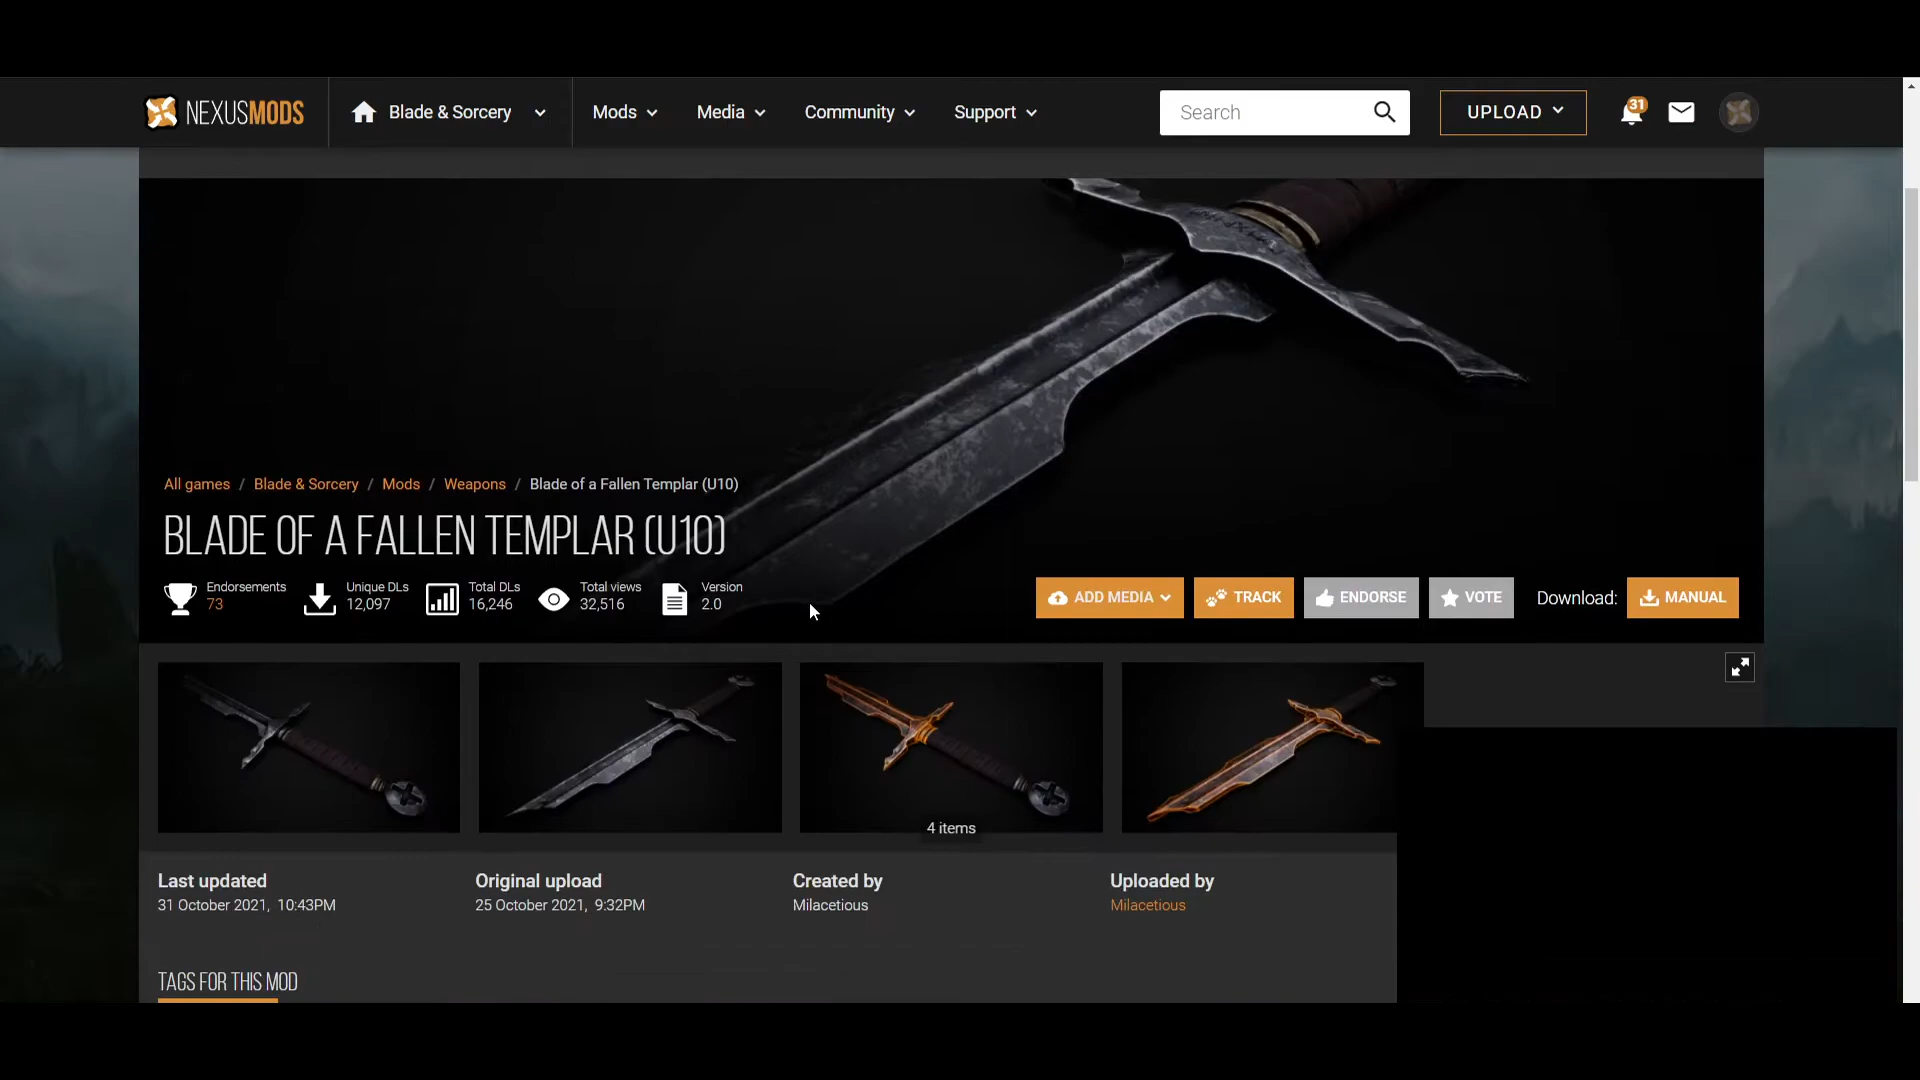 NEXUSMODS Blade & Sorcery Mods Media Community Support Search UPLOAD 31
All games / Blade & Sorcery / Mods / Weapons / Blade of a Fallen Templar (U10)
BLADE OF A FALLEN TEMPLAR (U10)
Endorsements Unique DLs Total DLs Total views Version
73 12,097 16,246 32,516 2.0
ADD MEDIA TRACK ENDORSE VOTE Download: MANUAL
4 items
Last updated Original upload Created by Uploaded by
31 October 2021, 10:43PM 25 October 2021, 9:32PM Milacetious Milacetious
TAGS FOR THIS MOD